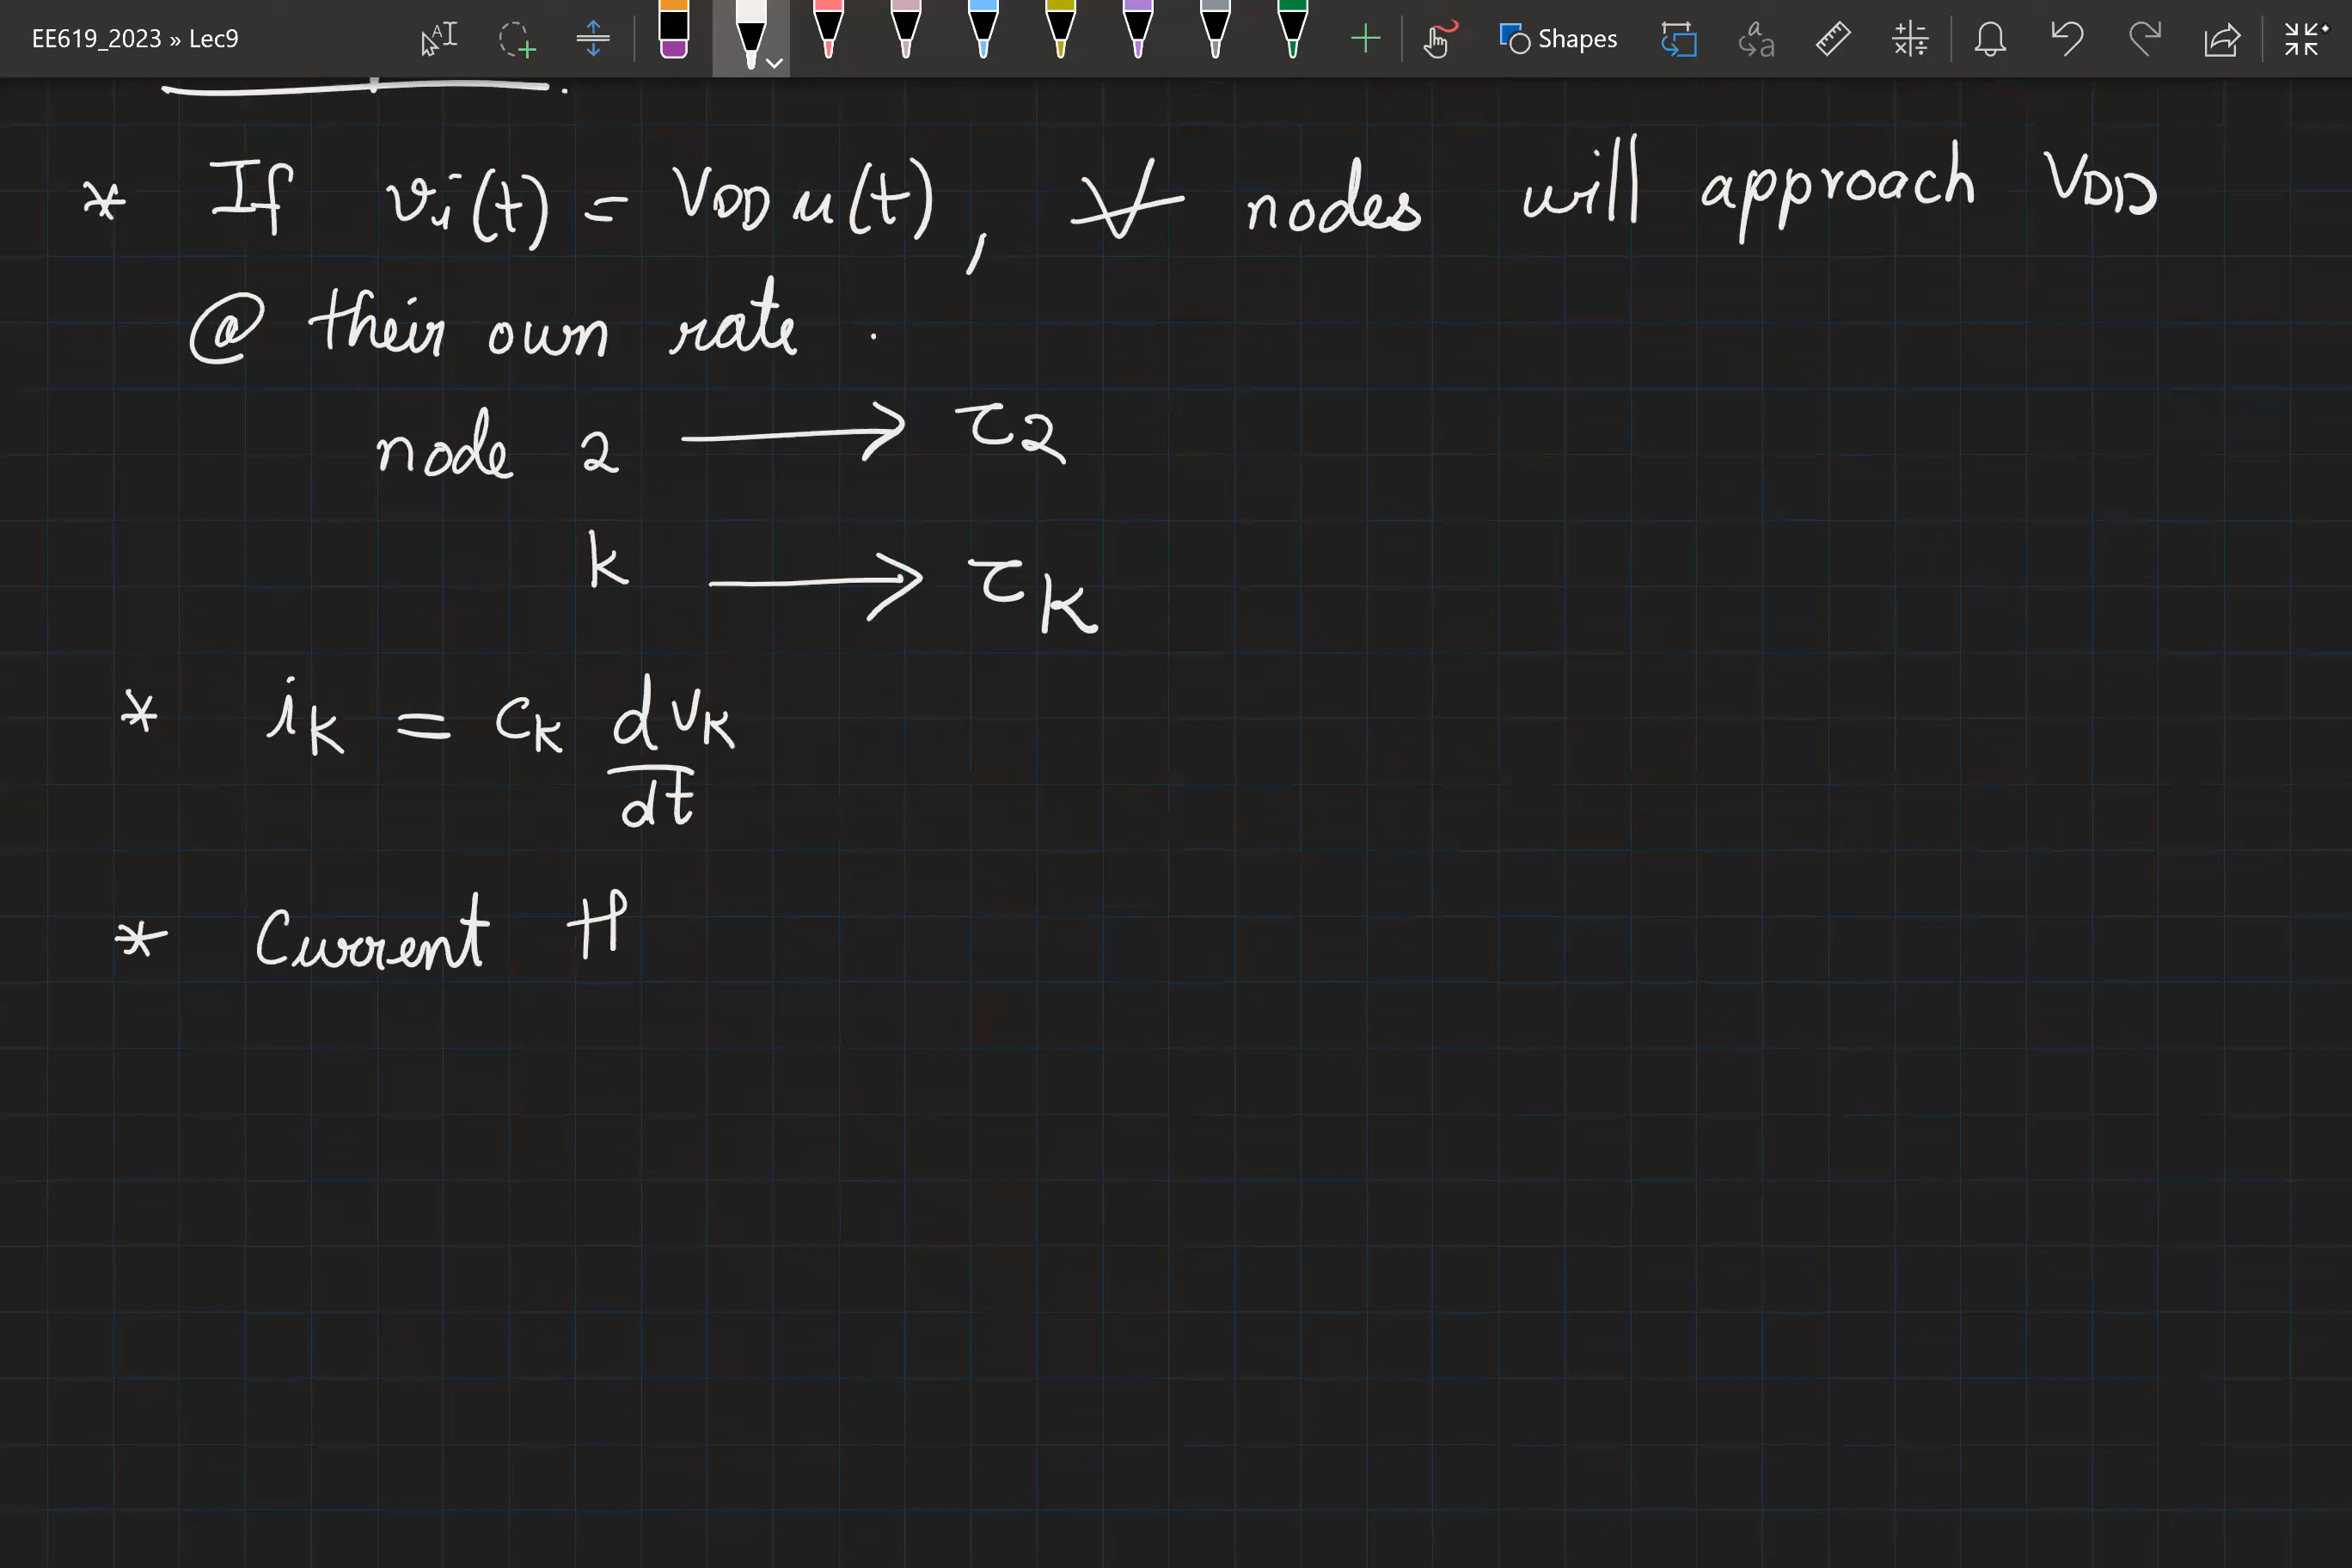 EE619_2023 » Lec9
Shapes
* If vi(t) = VDD u(t), ∀ nodes will approach VDD
@ their own rate .
node 2 ⟶ τ2
k ⟶ τk
* ik = ck dvk/dt
* Current